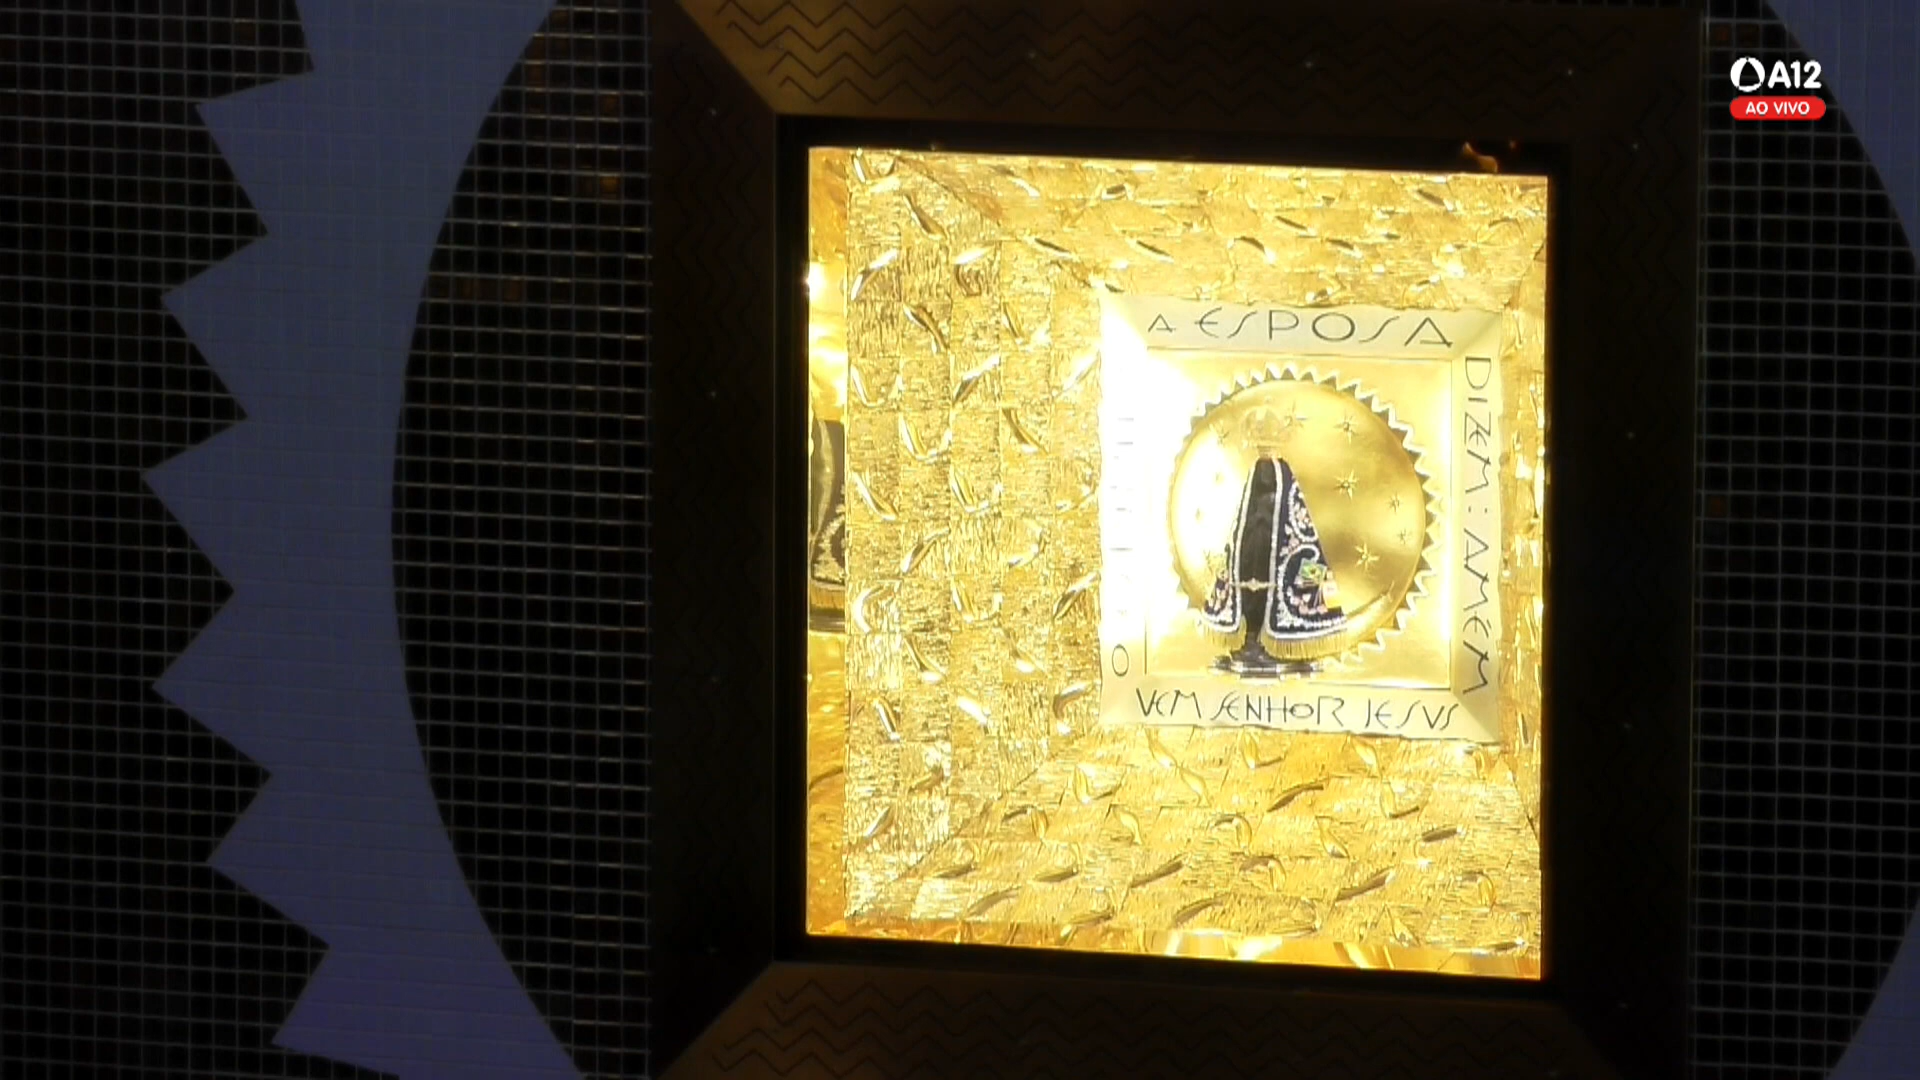 A12
AO VIVO
A ESPOSA
DIZEM: AMÉM
VEM SENHOR JESUS
O